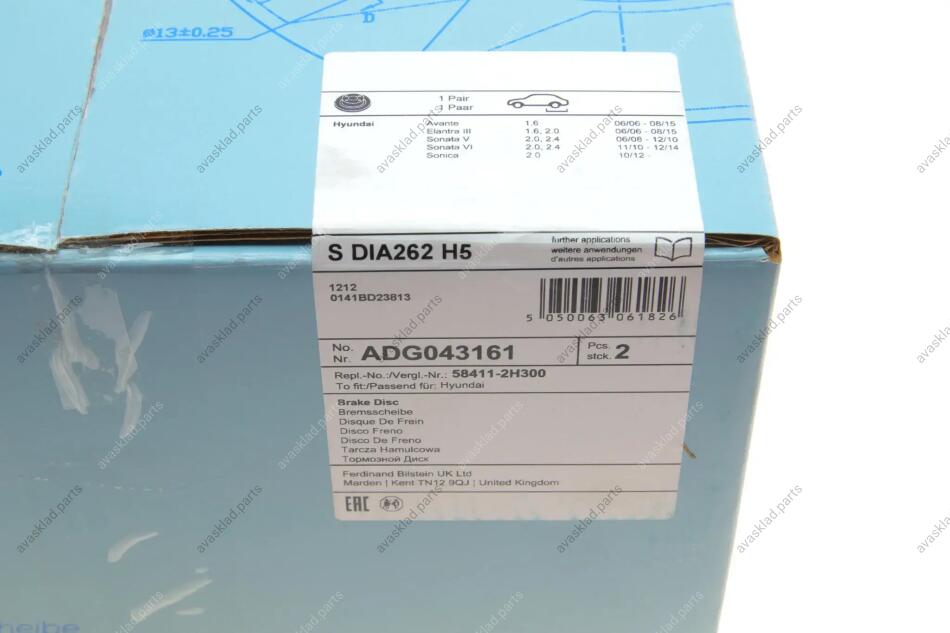 ø13±0.25
D
1 Pair
1 Paar
Hyundai
Avante 1.6 06/06 - 08/15
Elantra III 1.6, 2.0 06/06 - 08/15
Sonata V 2.0, 2.4 06/08 - 12/10
Sonata VI 2.0, 2.4 11/10 - 12/14
Sonica 2.0 10/12 -
S DIA262 H5
further applications
weitere anwendungen
d'autres applications
1212
0141BD23813
5 050063 061826
No.
Nr. ADG043161
Pcs.
stck. 2
Repl.-No.:/Vergl.-Nr.: 58411-2H300
To fit:/Passend für: Hyundai
Brake Disc
Bremsscheibe
Disque De Frein
Disco Freno
Disco De Freno
Tarcza Hamulcowa
Тормозной Диск
Ferdinand Bilstein UK Ltd
Marden | Kent TN12 9QJ | United Kingdom
EAC
heibe
avasklad.parts